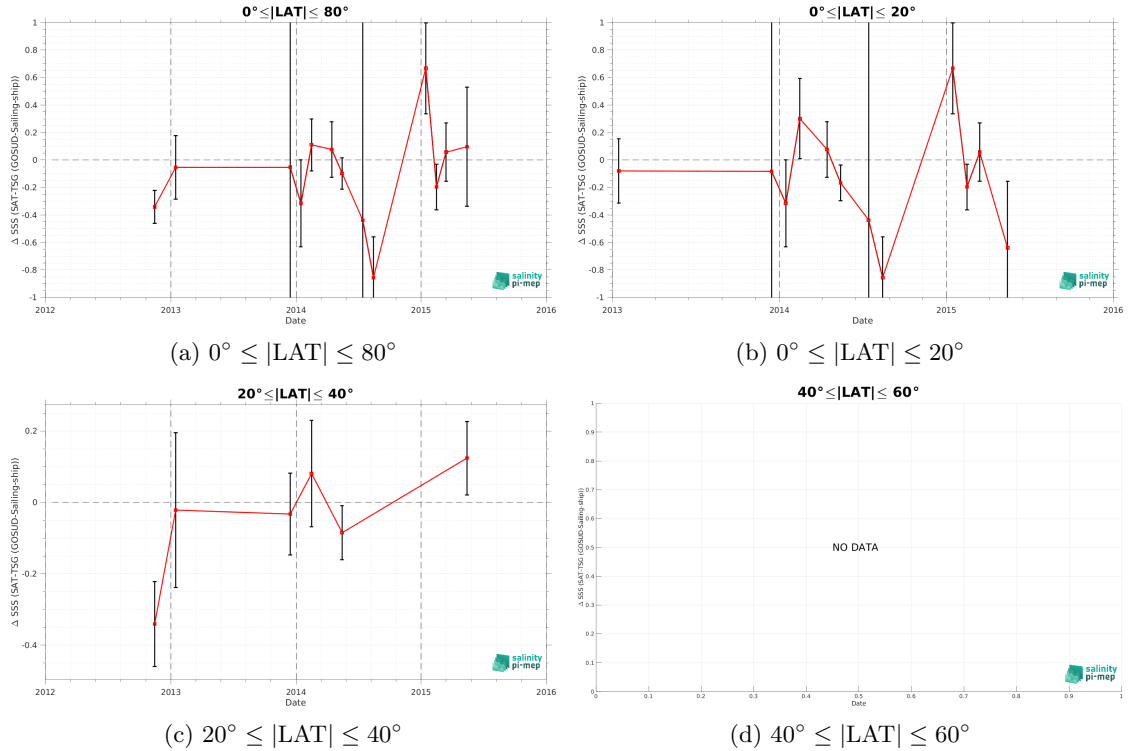 0°≤|LAT|≤ 80°
Δ SSS (SAT-TSG (GOSUD-Sailing-ship))
1
0.8
0.6
0.4
0.2
0
-0.2
-0.4
-0.6
-0.8
-1
2012
2013
2014
2015
2016
Date
salinity
pi-mep
(a) 0° ≤ |LAT| ≤ 80°
0°≤|LAT|≤ 20°
Δ SSS (SAT-TSG (GOSUD-Sailing-ship))
1
0.8
0.6
0.4
0.2
0
-0.2
-0.4
-0.6
-0.8
-1
2013
2014
2015
2016
Date
salinity
pi-mep
(b) 0° ≤ |LAT| ≤ 20°
20°≤|LAT|≤ 40°
Δ SSS (SAT-TSG (GOSUD-Sailing-ship))
0.2
0
-0.2
-0.4
2012
2013
2014
2015
2016
Date
salinity
pi-mep
(c) 20° ≤ |LAT| ≤ 40°
40°≤|LAT|≤ 60°
Δ SSS (SAT-TSG (GOSUD-Sailing-ship))
1
0.9
0.8
0.7
0.6
0.5
0.4
0.3
0.2
0.1
0
NO DATA
0
0.1
0.2
0.3
0.4
0.5
0.6
0.7
0.8
0.9
1
Date
salinity
pi-mep
(d) 40° ≤ |LAT| ≤ 60°